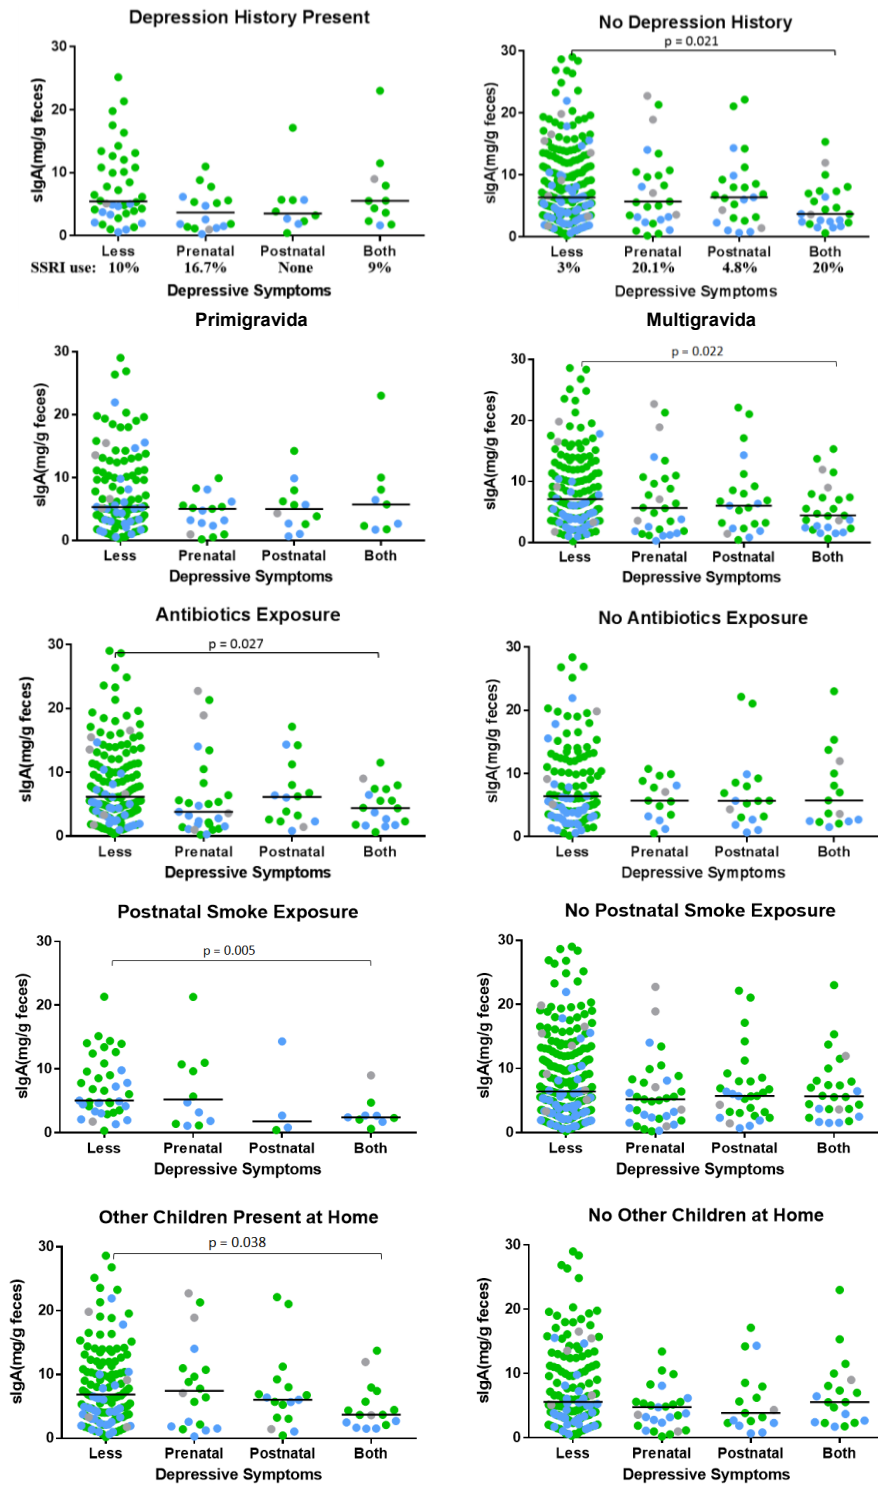 Depression History Present
30
20
10
0
sIgA(mg/g feces)
Less Prenatal Postnatal Both
SSRI use: 10% 16.7% None 9%
Depressive Symptoms
No Depression History
p = 0.021
30
20
10
0
sIgA(mg/g feces)
Less Prenatal Postnatal Both
3% 20.1% 4.8% 20%
Depressive Symptoms
Primigravida
30
20
10
0
sIgA(mg/g feces)
Less Prenatal Postnatal Both
Depressive Symptoms
Multigravida
p = 0.022
30
20
10
0
sIgA(mg/g feces)
Less Prenatal Postnatal Both
Depressive Symptoms
Antibiotics Exposure
p = 0.027
30
20
10
0
sIgA(mg/g feces)
Less Prenatal Postnatal Both
Depressive Symptoms
No Antibiotics Exposure
30
20
10
0
sIgA(mg/g feces)
Less Prenatal Postnatal Both
Depressive Symptoms
Postnatal Smoke Exposure
p = 0.005
30
20
10
0
sIgA(mg/g feces)
Less Prenatal Postnatal Both
Depressive Symptoms
No Postnatal Smoke Exposure
30
20
10
0
sIgA(mg/g feces)
Less Prenatal Postnatal Both
Depressive Symptoms
Other Children Present at Home
p = 0.038
30
20
10
0
sIgA(mg/g feces)
Less Prenatal Postnatal Both
Depressive Symptoms
No Other Children at Home
30
20
10
0
sIgA(mg/g feces)
Less Prenatal Postnatal Both
Depressive Symptoms